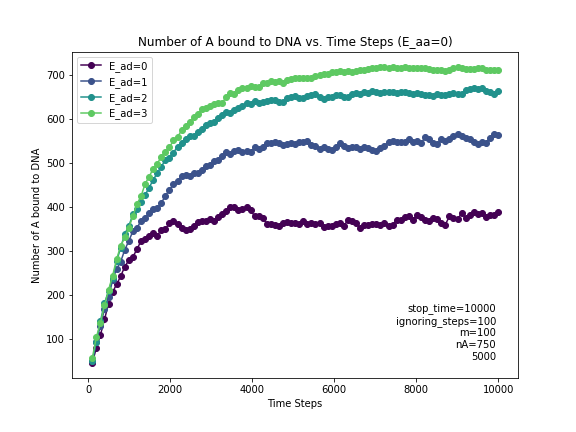 Number of A bound to DNA vs. Time Steps (E_aa=0)
E_ad=0
E_ad=1
E_ad=2
E_ad=3
Number of A bound to DNA
700
600
500
400
300
200
100
stop_time=10000
ignoring_steps=100
m=100
nA=750
5000
0
2000
4000
6000
8000
10000
Time Steps